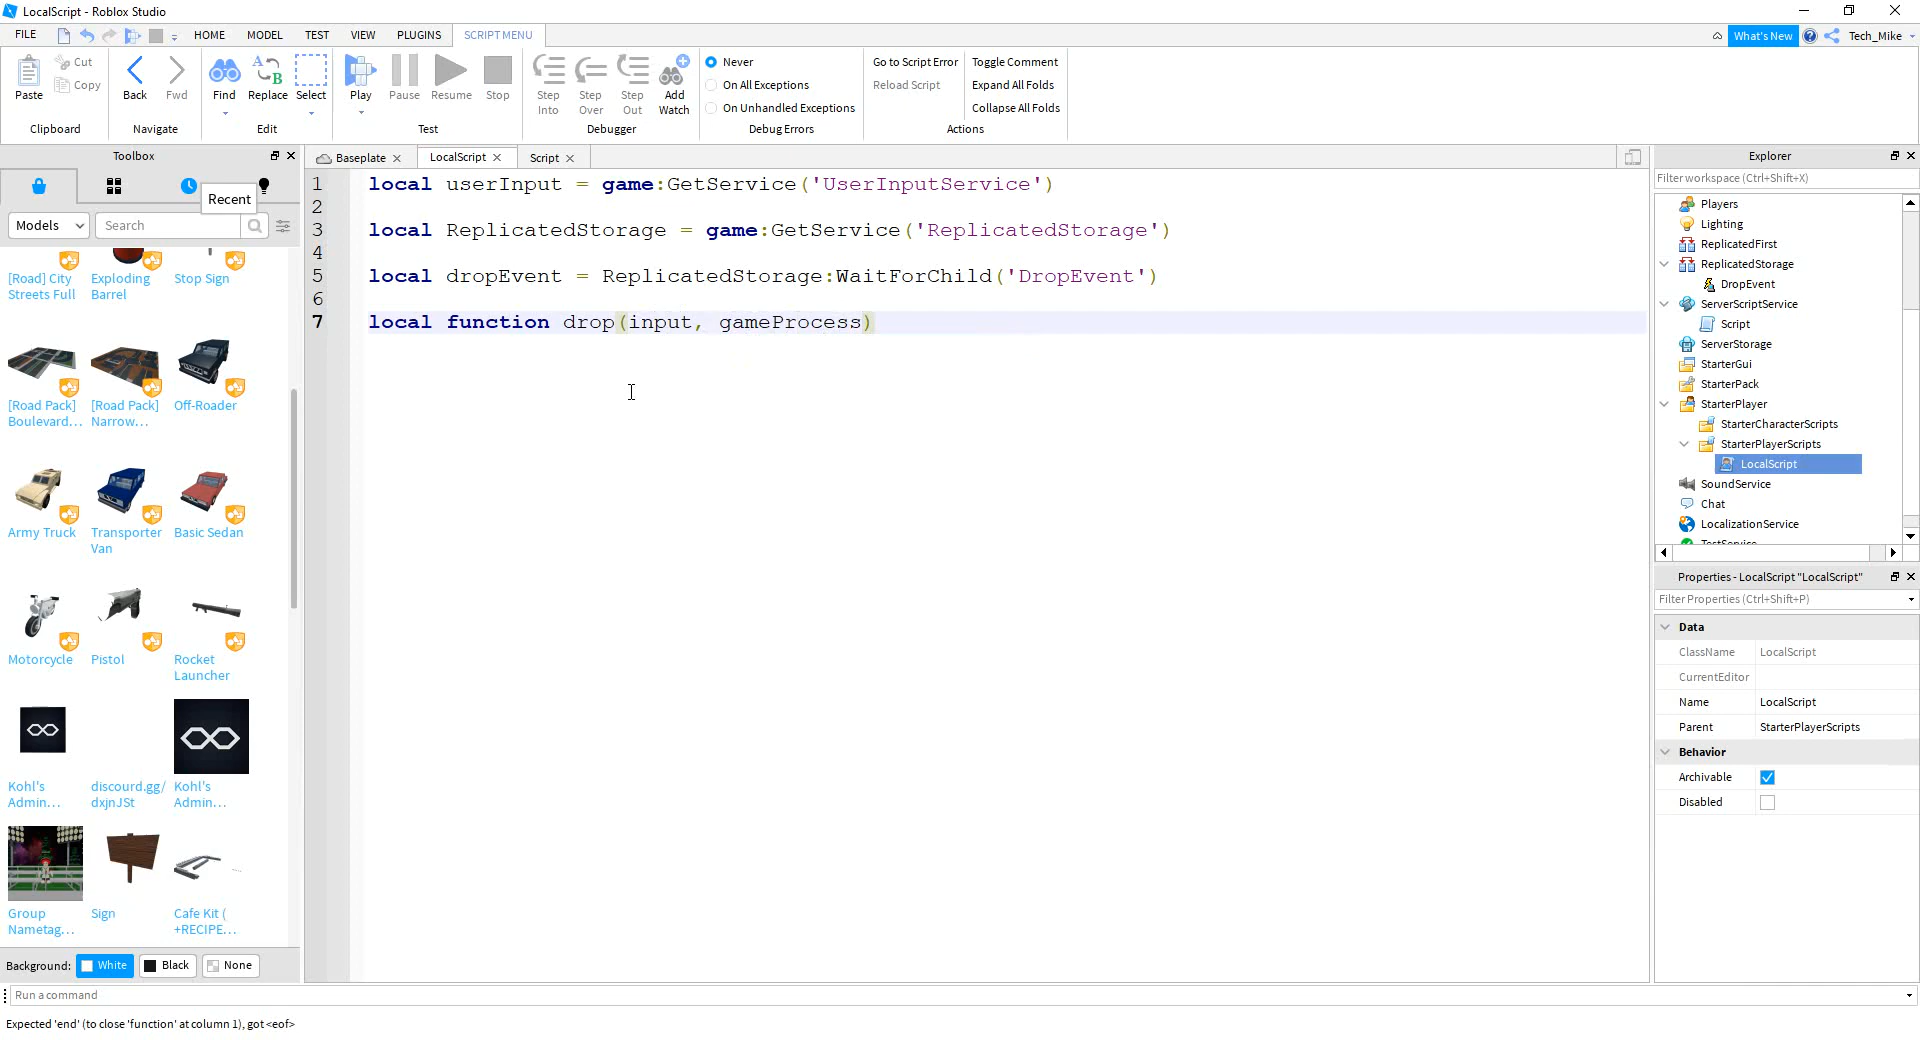 LocalScript - Roblox Studio
FILE HOME MODEL TEST VIEW PLUGINS SCRIPT MENU What's New Tech_Mike
Paste Cut Copy
Clipboard
Back Fwd
Navigate
Find Replace Select
Edit
Play Pause Resume Stop
Test
Step Into Step Over Step Out Add Watch
Debugger
Never
On All Exceptions
On Unhandled Exceptions
Debug Errors
Go to Script Error Toggle Comment
Reload Script Expand All Folds
Collapse All Folds
Actions
Toolbox
Recent
Models Search
[Road] City Streets Full
Exploding Barrel
Stop Sign
[Road Pack] Boulevard...
[Road Pack] Narrow...
Off-Roader
Army Truck
Transporter Van
Basic Sedan
Motorcycle
Pistol
Rocket Launcher
Kohl's Admin...
discourd.gg/dxjnJSt
Kohl's Admin...
Group Nametag...
Sign
Cafe Kit ( +RECIPE...
Background: White Black None
Baseplate LocalScript Script
1 local userInput = game:GetService('UserInputService')
2
3 local ReplicatedStorage = game:GetService('ReplicatedStorage')
4
5 local dropEvent = ReplicatedStorage:WaitForChild('DropEvent')
6
7 local function drop(input, gameProcess)
Explorer
Filter workspace (Ctrl+Shift+X)
Players
Lighting
ReplicatedFirst
ReplicatedStorage
DropEvent
ServerScriptService
Script
ServerStorage
StarterGui
StarterPack
StarterPlayer
StarterCharacterScripts
StarterPlayerScripts
LocalScript
SoundService
Chat
LocalizationService
TestService
Properties - LocalScript "LocalScript"
Filter Properties (Ctrl+Shift+P)
Data
ClassName LocalScript
CurrentEditor
Name LocalScript
Parent StarterPlayerScripts
Behavior
Archivable
Disabled
Run a command
Expected 'end' (to close 'function' at column 1), got <eof>